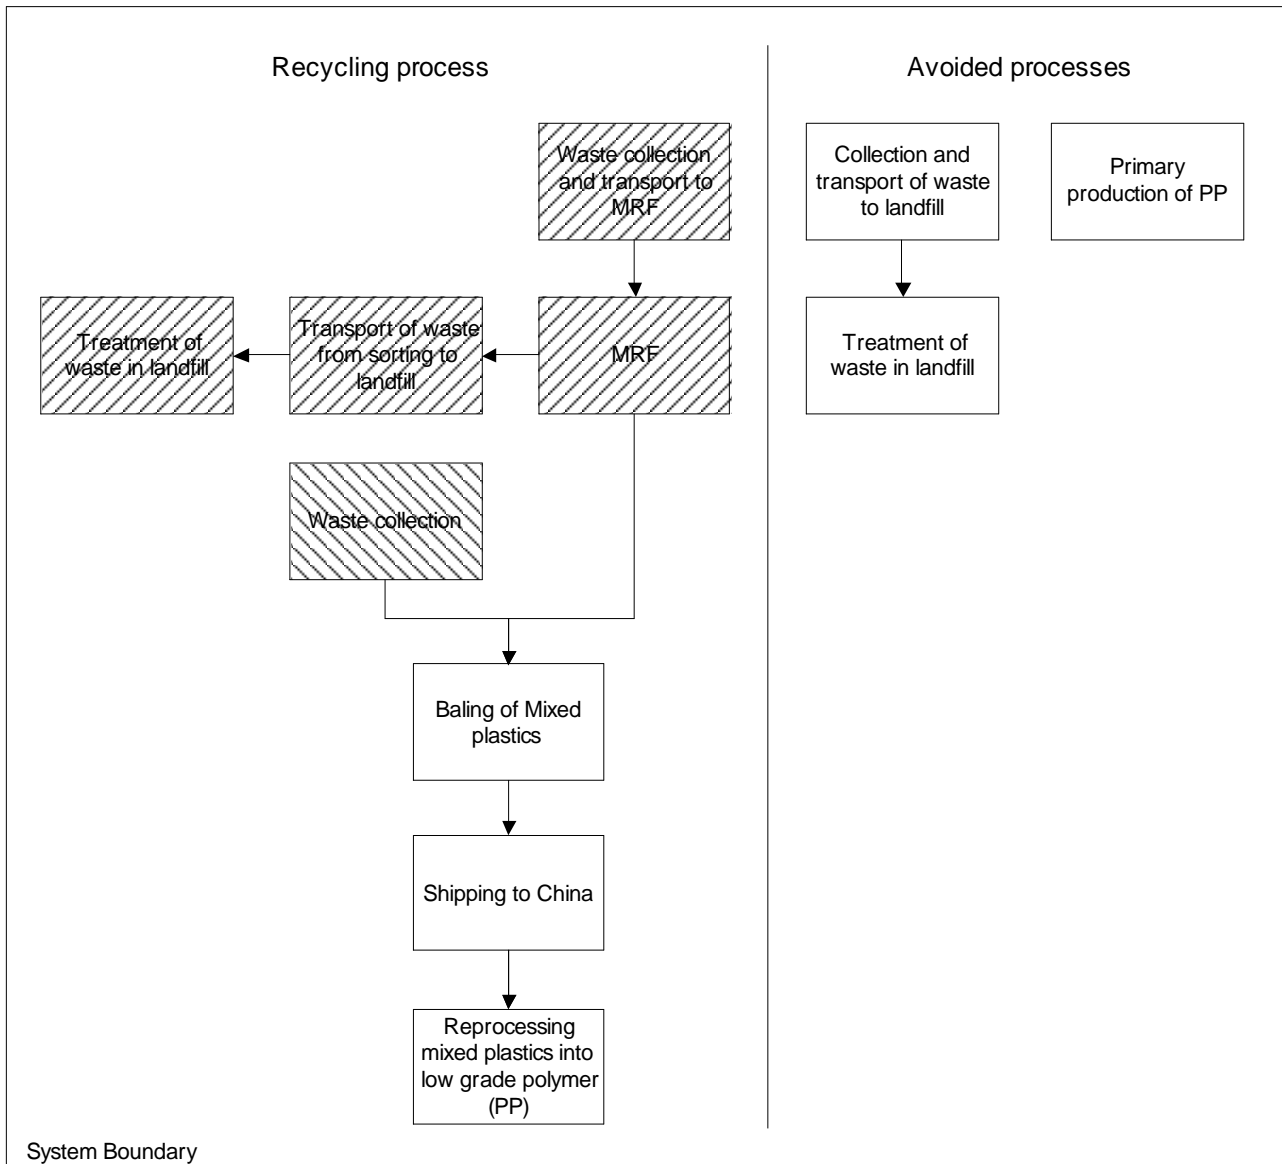 Recycling process
Avoided processes
Waste collection
and transport to
MRF
Collection and
transport of waste
to landfill
Primary
production of PP
Treatment of
waste in landfill
Transport of waste
from sorting to
landfill
MRF
Treatment of
waste in landfill
Waste collection
Baling of Mixed
plastics
Shipping to China
Reprocessing
mixed plastics into
low grade polymer
(PP)
System Boundary